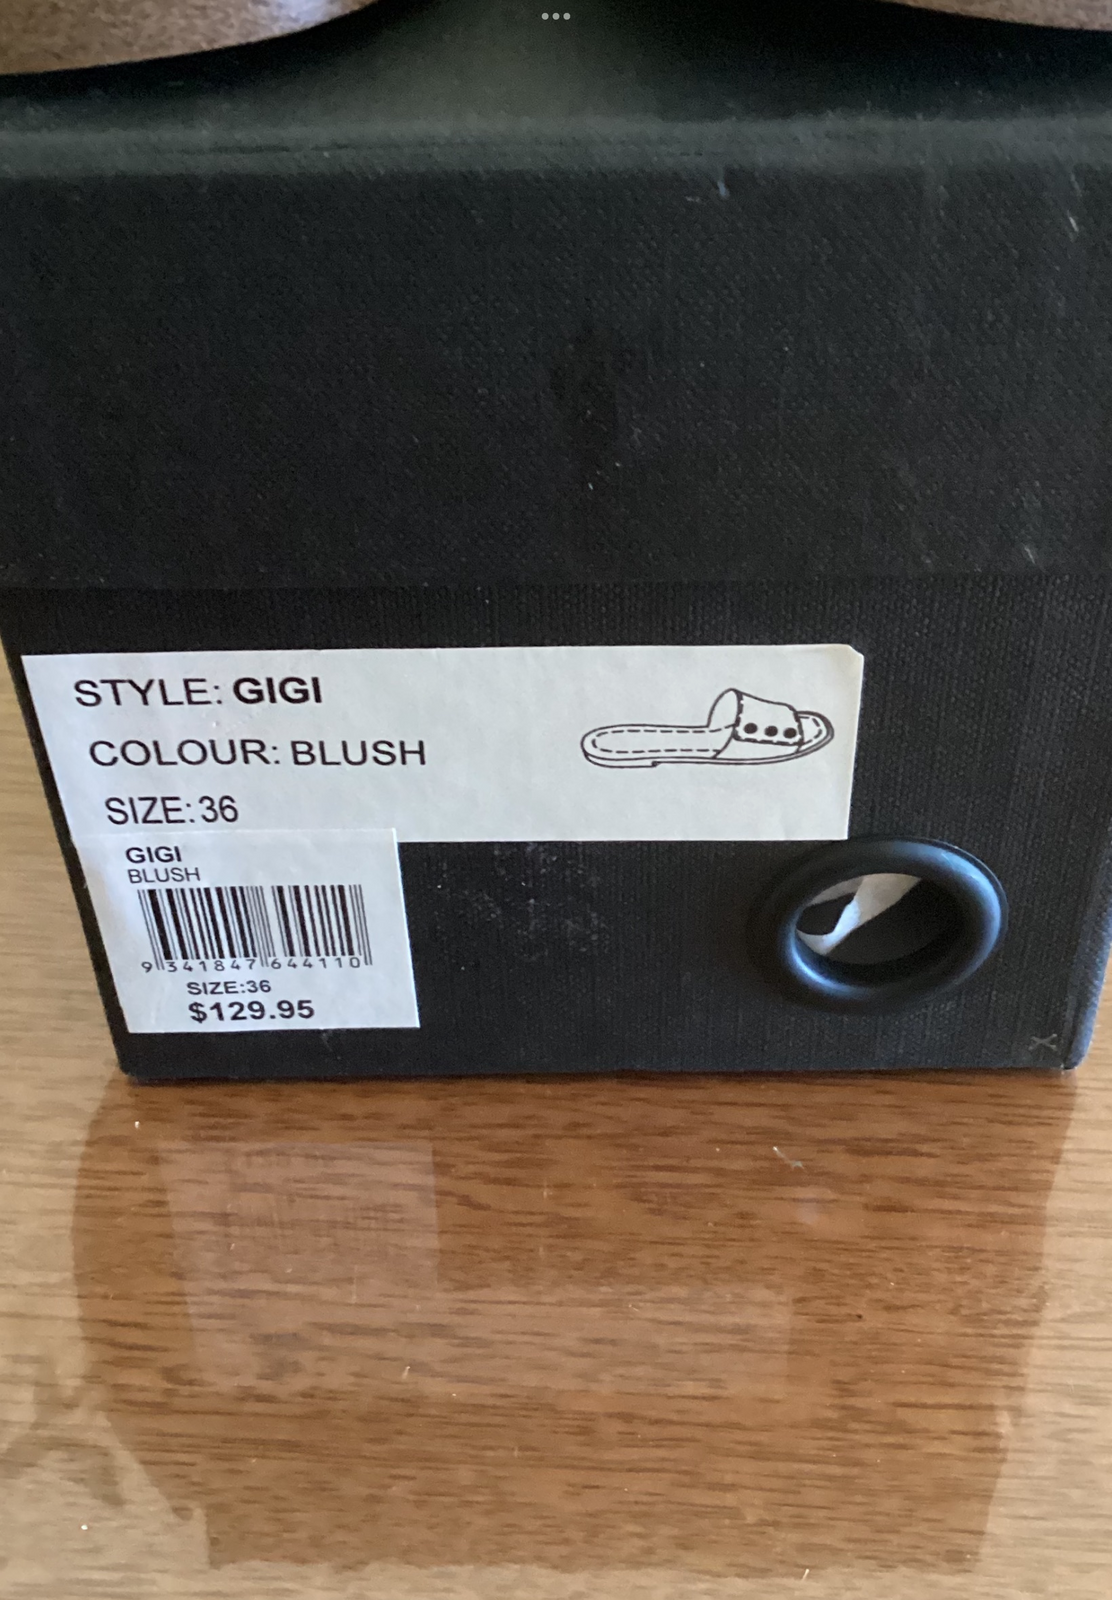 STYLE: GIGI
COLOUR: BLUSH
SIZE: 36
GIGI
BLUSH
9 341847 644110
SIZE:36
$129.95